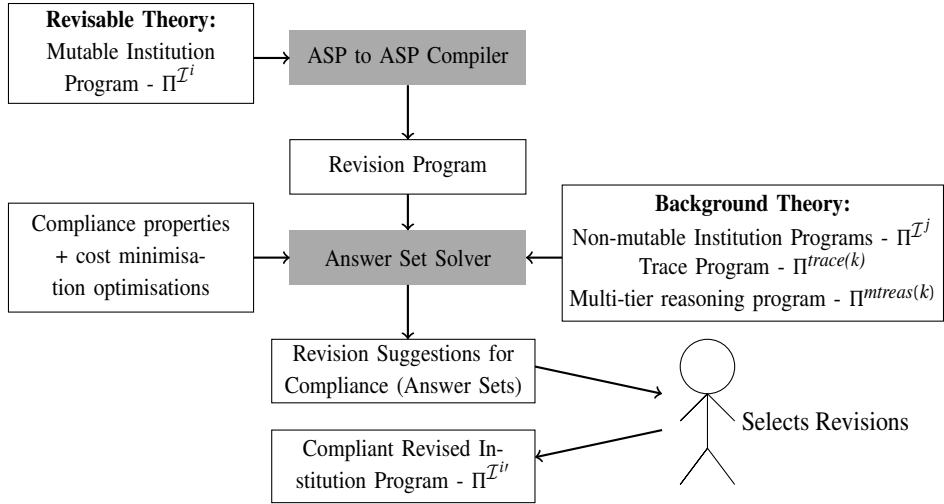 Revisable Theory:
Mutable Institution
Program - Π^ℐ^i
ASP to ASP Compiler
Revision Program
Compliance properties
+ cost minimisa-
tion optimisations
Answer Set Solver
Background Theory:
Non-mutable Institution Programs - Π^ℐ^j
Trace Program - Π^trace(k)
Multi-tier reasoning program - Π^mtreas(k)
Revision Suggestions for
Compliance (Answer Sets)
Selects Revisions
Compliant Revised In-
stitution Program - Π^ℐ^i′